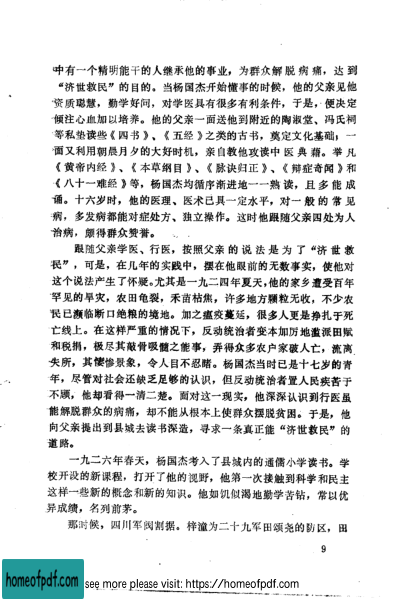 中有一个精明能干的人继承他的事业，为群众解脱病痛，达到
“济世救民”的目的。当杨国杰开始懂事的时候，他的父亲见他
资质聪慧，勤学好问，对学医具有很多有利条件，于是，便决定
倾注心血加以培养。他的父亲一面送他到附近的陶淑堂、冯氏祠
等私垫读些《四书》、《五经》之类的古书，奠定文化基础；一
面又利用朝晨月夕的大好时机，亲自教他攻读中医典藉。举凡
《黄帝内经》、《本草纲目》、《脉诀归正》、《辩症奇闻》和
《八十一难经》等，杨国杰均循序渐进地一一熟读，且多能成
诵。十六岁时，他的医理、医术已具一定水平，对一般的常见
病，多发病都能对症处方、独立操作。这时他跟随父亲四处为人
治病，颇得群众赞誉。
跟随父亲学医、行医，按照父亲的说法是为了“济世救
民”，可是，在几年的实践中，摆在他眼前的无数事实，使他对
这个说法产生了怀疑。尤其是一九二四年夏天，他的家乡遭受百年
罕见的旱灾，农田龟裂，禾苗枯焦，许多地方颗粒无收，不少农
民已濒临断口绝粮的境地。加之瘟疫蔓延，很多人更是挣扎于死
亡线上。在这样严重的情况下，反动统治者变本加厉地滥派田赋
和税捐，极尽其敲骨吸髓之能事，弄得众多农户家破人亡，流离
失所，其悽惨景象，令人目不忍睹。杨国杰当时已是十七岁的青
年，尽管对社会还缺乏足够的认识，但反动统治者置人民疾苦于
不顾，他却看得一清二楚。面对这一现实，他深深认识到行医虽
能解脱群众的病痛，却不能从根本上使群众摆脱贫困。于是，他
向父亲提出到县城去读书深造，寻求一条真正能“济世救民”的
道路。
一九二六年春天，杨国杰考入了县城内的通儒小学读书。学
校开设的新课程，打开了他的视野，他第一次接触到科学和民主
这样一些新的概念和新的知识。他如饥似渴地勤学苦钻，常以优
异成绩，名列前茅。
那时候，四川军阀割据。梓潼为二十九军田颂尧的防区，田
9
homeofpdf.com
see more please visit: https://homeofpdf.com